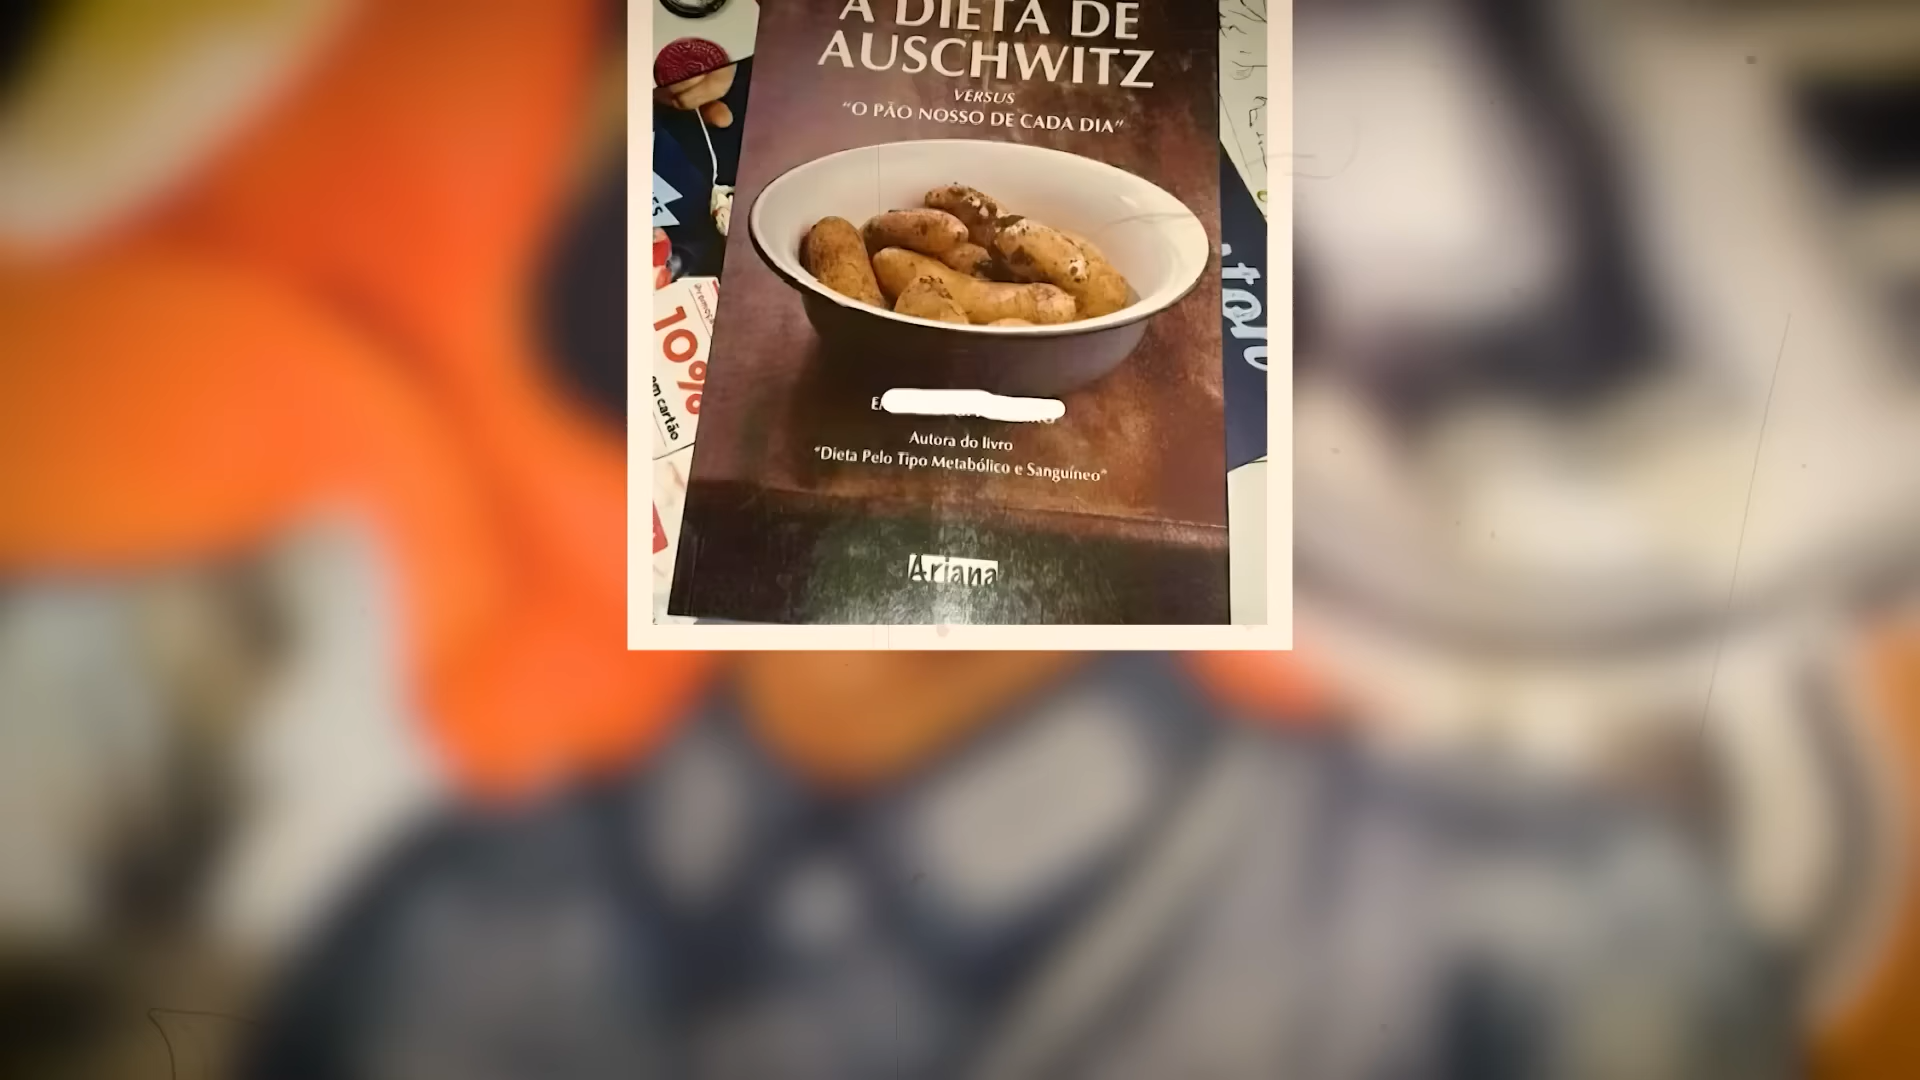 A DIETA DE
AUSCHWITZ
VERSUS
"O PÃO NOSSO DE CADA DIA"
Autora do livro
"Dieta Pelo Tipo Metabólico e Sanguíneo"
Ariana
10%
em cartão